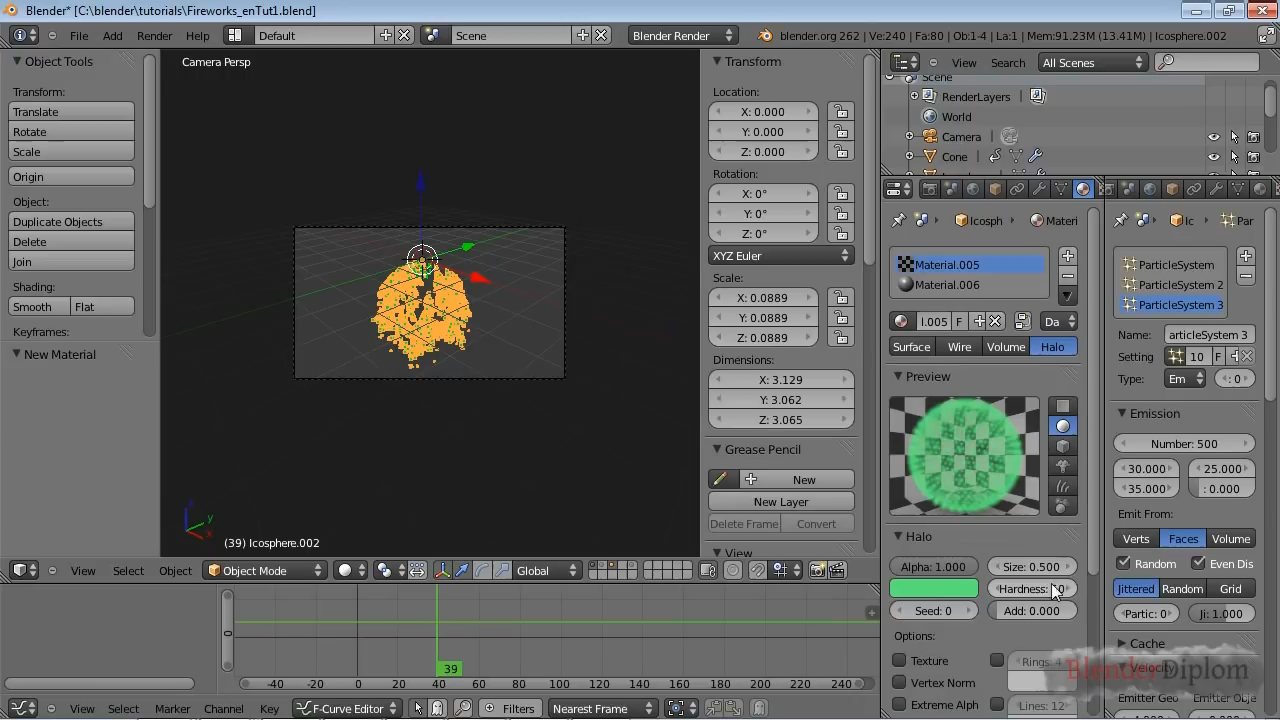 Blender* [C:\blender\tutorials\Fireworks_enTut1.blend]
File Add Render Help Default Scene Blender Render blender.org 262 | Ve:240 | Fa:80 | Ob:1-4 | La:1 | Mem:91.23M (13.41M) | Icosphere.002
Object Tools
Transform:
Translate
Rotate
Scale
Origin
Object:
Duplicate Objects
Delete
Join
Shading:
Smooth Flat
Keyframes:
New Material
Camera Persp
z
y
x
(39) Icosphere.002
Transform
Location:
X: 0.000
Y: 0.000
Z: 0.000
Rotation:
X: 0°
Y: 0°
Z: 0°
XYZ Euler
Scale:
X: 0.0889
Y: 0.0889
Z: 0.0889
Dimensions:
X: 3.129
Y: 3.062
Z: 3.065
Grease Pencil
New
New Layer
Delete Frame Convert
View
View Search All Scenes
Scene
RenderLayers
World
Camera
Cone
Icosph Materi
Material.005
Material.006
l.005 F Da
Surface Wire Volume Halo
Preview
Halo
Alpha: 1.000 Size: 0.500
Hardness:
Seed: 0 Add: 0.000
Options:
Texture Rings: 4
Vertex Norm
Extreme Alph Lines: 12
Ic Par
ParticleSystem
ParticleSystem 2
ParticleSystem 3
Name: articleSystem 3
Setting 10 F
Type: Em : 0
Emission
Number: 500
30.000 25.000
35.000 : 0.000
Emit From:
Verts Faces Volume
Random Even Dis
Jittered Random Grid
Partic: 0 Ji: 1.000
Cache
Velocity
Emitter Geo Emitter Obje
BlenderDiplom
View Select Object Object Mode Global
0
39
-40 -20 0 20 40 60 80 100 120 140 160 180 200 220 240
View Select Marker Channel Key F-Curve Editor Filters Nearest Frame